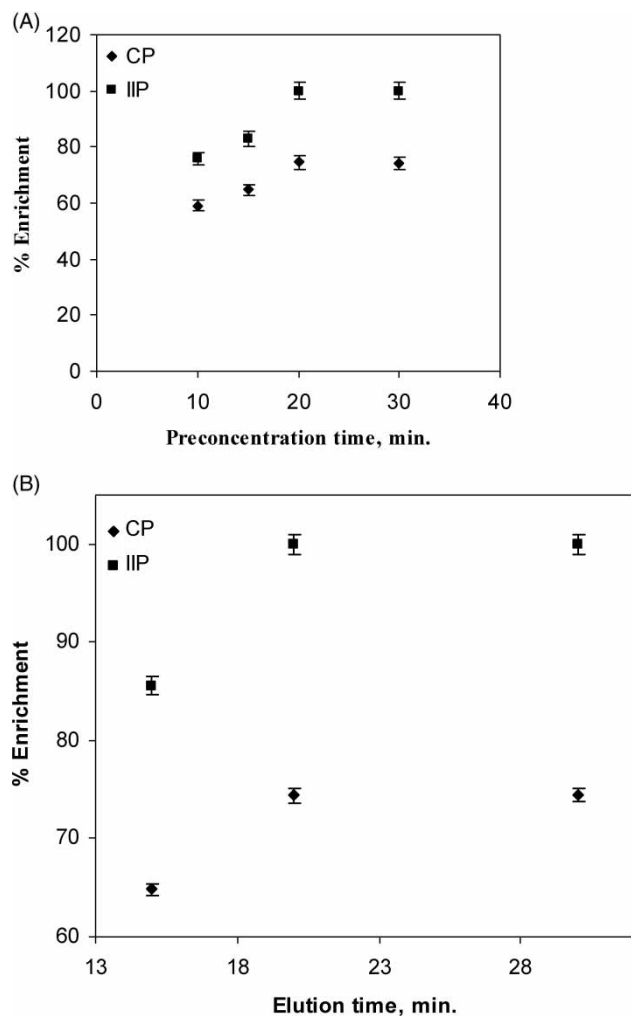 (A)
120
CP
IIP
100
80
60
40
20
0
% Enrichment
0 10 20 30 40
Preconcentration time, min.
(B)
CP
IIP
100
90
80
70
60
% Enrichment
13 18 23 28
Elution time, min.